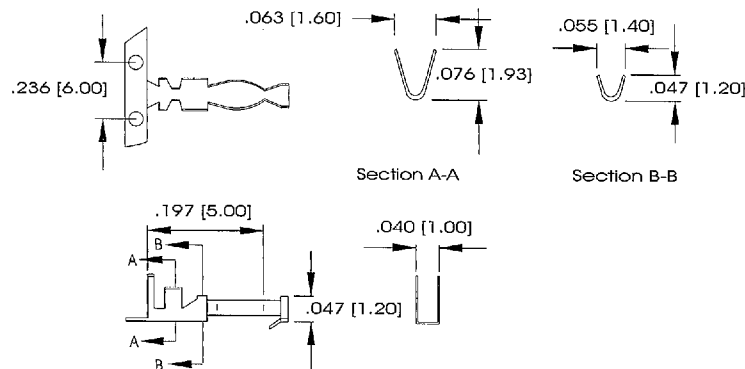 .063 [1.60]
.055 [1.40]
.236 [6.00]
.076 [1.93]
.047 [1.20]
Section A-A
Section B-B
.197 [5.00]
.040 [1.00]
B
A
.047 [1.20]
A
B